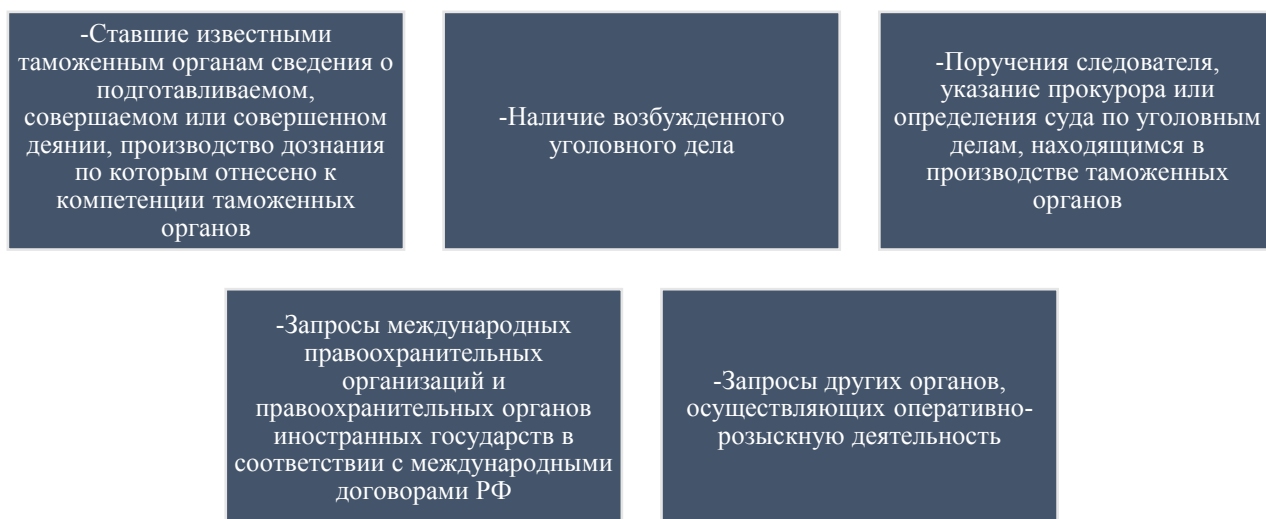 -Ставшие известными
таможенным органам сведения о
подготавливаемом,
совершаемом или совершенном
деянии, производство дознания
по которым отнесено к
компетенции таможенных
органов
-Наличие возбужденного
уголовного дела
-Поручения следователя,
указание прокурора или
определения суда по уголовным
делам, находящимся в
производстве таможенных
органов
-Запросы международных
правоохранительных
организаций и
правоохранительных органов
иностранных государств в
соответствии с международными
договорами РФ
-Запросы других органов,
осуществляющих оперативно-
розыскную деятельность